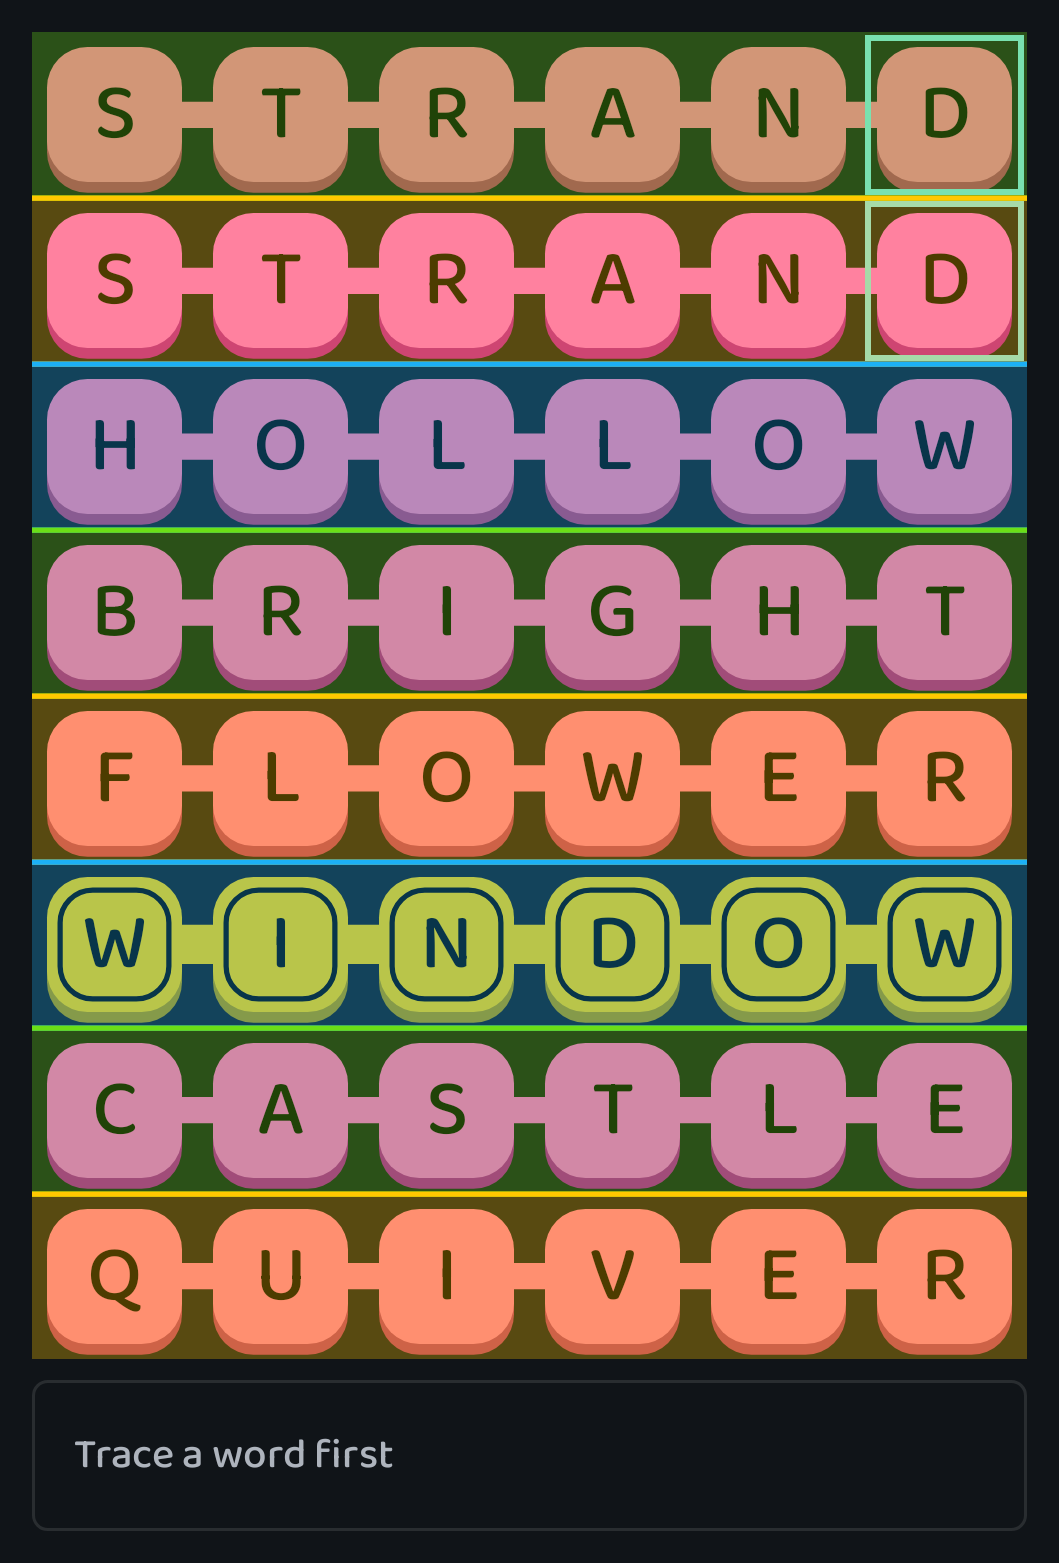 STRAND
STRAND
HOLLOW
BRIGHT
FLOWER
WINDOW
CASTLE
QUIVER
Trace a word first